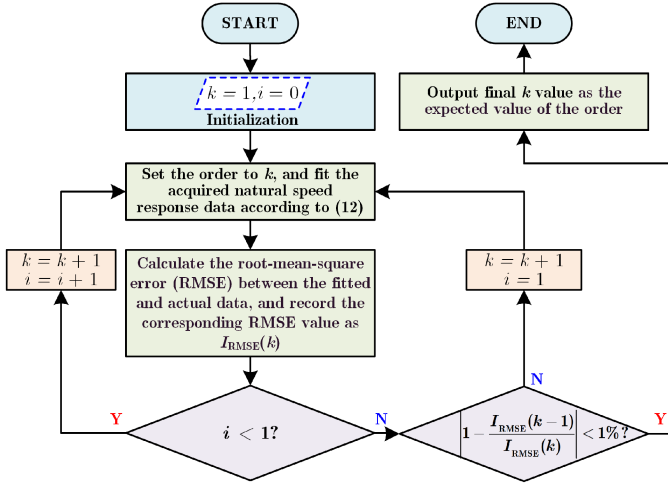 START
k = 1, i = 0
Initialization
Set the order to k, and fit the
acquired natural speed
response data according to (12)
k = k + 1
i = i + 1
Calculate the root-mean-square
error (RMSE) between the fitted
and actual data, and record the
corresponding RMSE value as
I_RMSE(k)
Y
i < 1?
N
END
Output final k value as the
expected value of the order
k = k + 1
i = 1
N
|1 − I_RMSE(k − 1) / I_RMSE(k)| < 1%?
Y